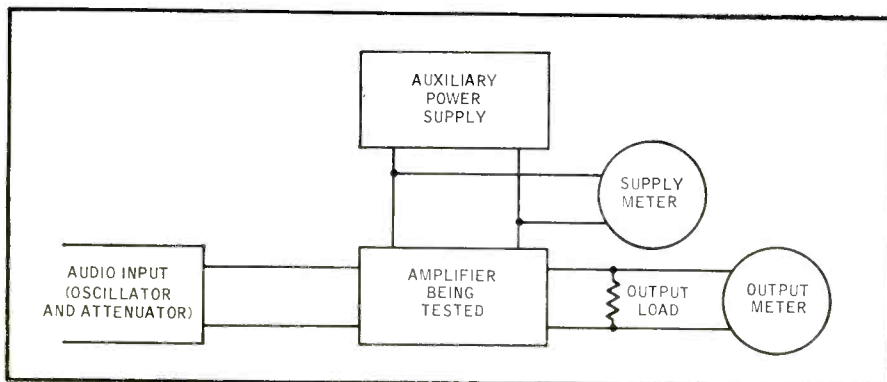 AUXILIARY
POWER
SUPPLY
SUPPLY
METER
AUDIO INPUT
(OSCILLATOR
AND ATTENUATOR)
AMPLIFIER
BEING
TESTED
OUTPUT
LOAD
OUTPUT
METER